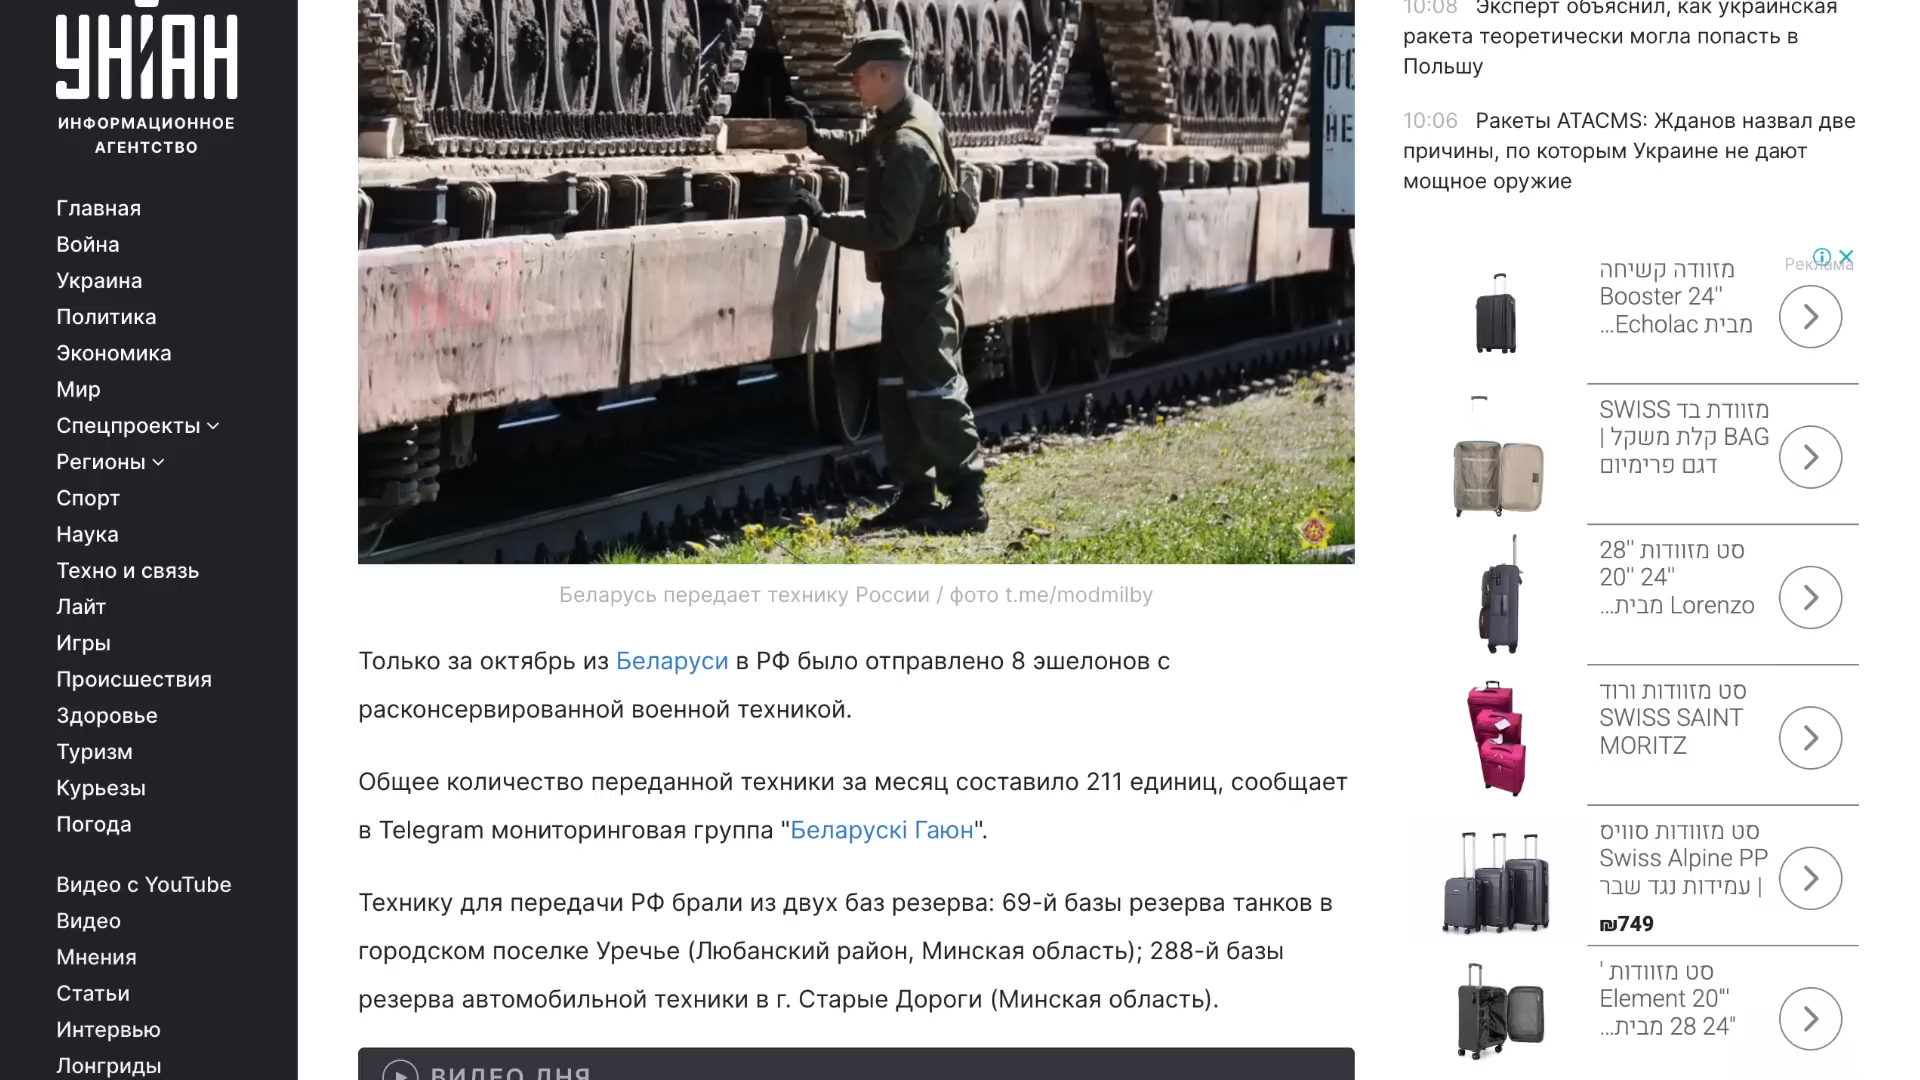 УНІАН
ИНФОРМАЦИОННОЕ
АГЕНТСТВО
Главная
Война
Украина
Политика
Экономика
Мир
Спецпроекты
Регионы
Спорт
Наука
Техно и связь
Лайт
Игры
Происшествия
Здоровье
Туризм
Курьезы
Погода
Видео с YouTube
Видео
Мнения
Статьи
Интервью
Лонгриды
НЕ
Беларусь передает технику России / фото t.me/modmilby
Только за октябрь из Беларуси в РФ было отправлено 8 эшелонов с
расконсервированной военной техникой.
Общее количество переданной техники за месяц составило 211 единиц, сообщает
в Telegram мониторинговая группа "Беларускі Гаюн".
Технику для передачи РФ брали из двух баз резерва: 69-й базы резерва танков в
городском поселке Уречье (Любанский район, Минская область); 288-й базы
резерва автомобильной техники в г. Старые Дороги (Минская область).
ВИДЕО ДНЯ
10:08 Эксперт объяснил, как украинская
ракета теоретически могла попасть в
Польшу
10:06 Ракеты ATACMS: Жданов назвал две
причины, по которым Украине не дают
мощное оружие
Реклама
מזוודה קשיחה
Booster 24"
מבית Echolac...
מזוודת בד SWISS
BAG קלת משקל |
דגם פרימיום
סט מזוודות "28
20" 24"
Lorenzo מבית...
סט מזוודות ורוד
SWISS SAINT
MORITZ
סט מזוודות סוויס
Swiss Alpine PP
| עמידות נגד שבר
₪749
סט מזוודות '
Element 20'"
24" 28 מבית...